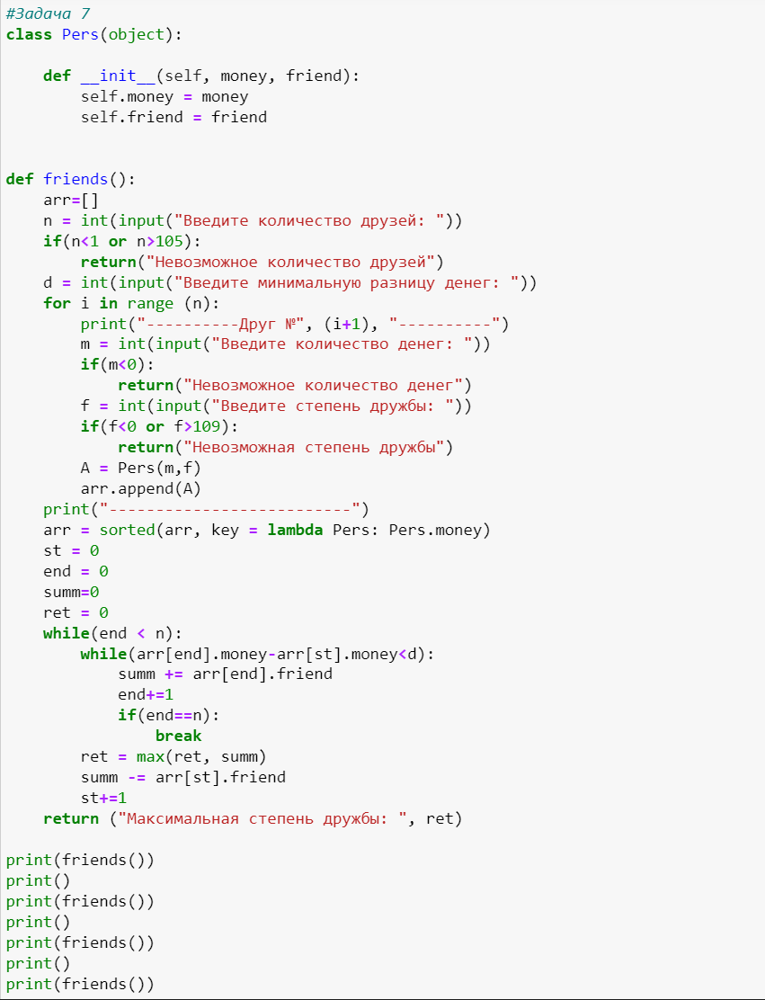 #Задача 7
class Pers(object):

    def __init__(self, money, friend):
        self.money = money
        self.friend = friend


def friends():
    arr=[]
    n = int(input("Введите количество друзей: "))
    if(n<1 or n>105):
        return("Невозможное количество друзей")
    d = int(input("Введите минимальную разницу денег: "))
    for i in range (n):
        print("----------Друг №", (i+1), "----------")
        m = int(input("Введите количество денег: "))
        if(m<0):
            return("Невозможное количество денег")
        f = int(input("Введите степень дружбы: "))
        if(f<0 or f>109):
            return("Невозможная степень дружбы")
        A = Pers(m,f)
        arr.append(A)
    print("--------------------------")
    arr = sorted(arr, key = lambda Pers: Pers.money)
    st = 0
    end = 0
    summ=0
    ret = 0
    while(end < n):
        while(arr[end].money-arr[st].money<d):
            summ += arr[end].friend
            end+=1
            if(end==n):
                break
        ret = max(ret, summ)
        summ -= arr[st].friend
        st+=1
    return ("Максимальная степень дружбы: ", ret)

print(friends())
print()
print(friends())
print()
print(friends())
print()
print(friends())